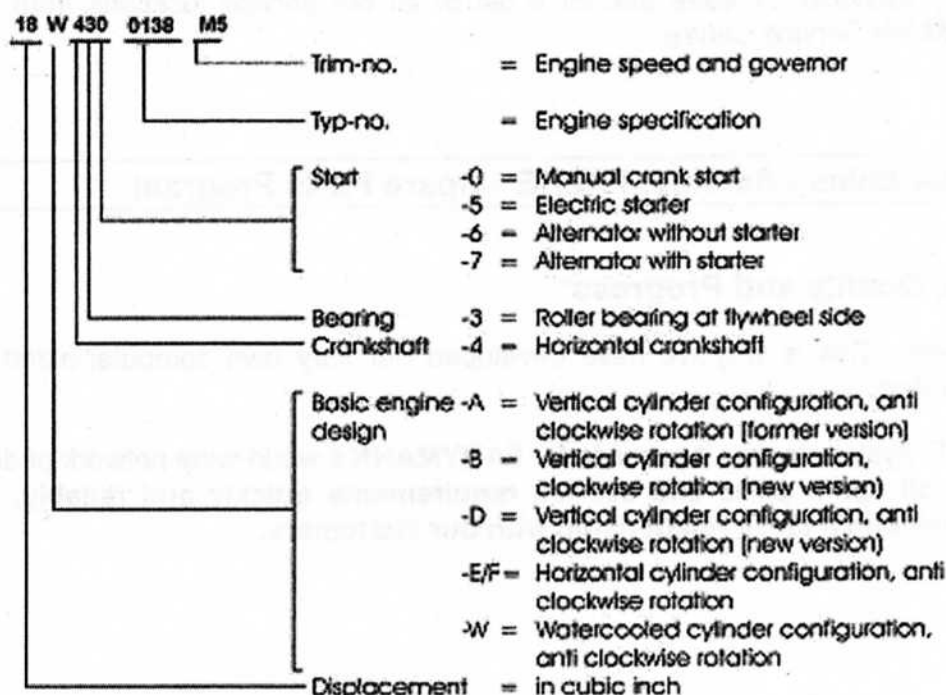 18 W 430 0138 M5
Trim-no. = Engine speed and governor
Typ-no. = Engine specification
Start -0 = Manual crank start
-5 = Electric starter
-6 = Alternator without starter
-7 = Alternator with starter
Bearing -3 = Roller bearing at flywheel side
Crankshaft -4 = Horizontal crankshaft
Basic engine -A = Vertical cylinder configuration, anti
design clockwise rotation (former version)
-B = Vertical cylinder configuration,
clockwise rotation (new version)
-D = Vertical cylinder configuration, anti
clockwise rotation (new version)
-E/F = Horizontal cylinder configuration, anti
clockwise rotation
-W = Watercooled cylinder configuration,
anti clockwise rotation
Displacement = in cubic inch